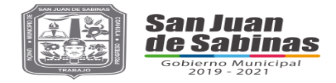 SAN JUAN DE SABINAS
TRABAJO
San Juan
de Sabinas
Gobierno Municipal
2019 - 2021